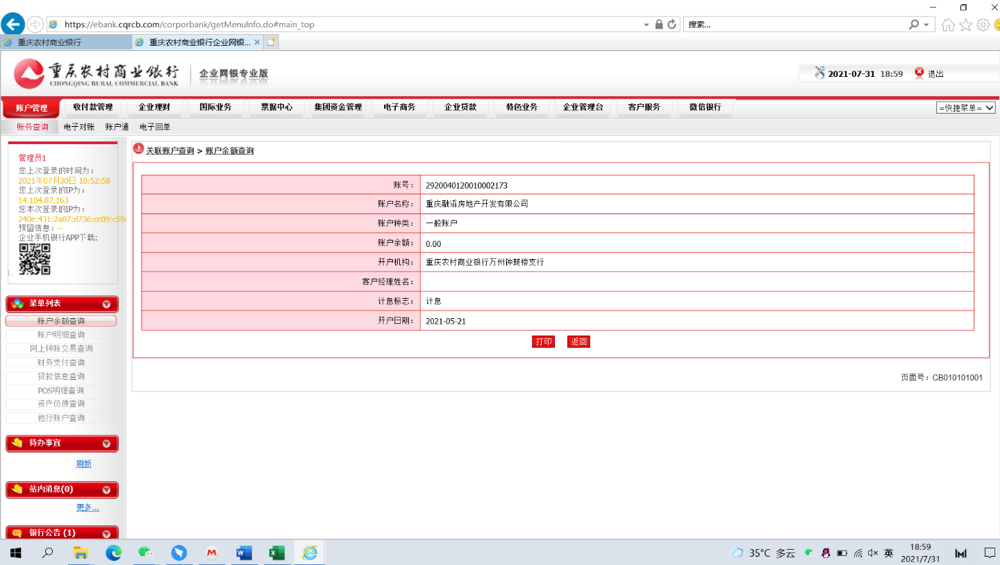 https://ebank.cqrcb.com/corporbank/getMenuInfo.do#main_top
搜索...
重庆农村商业银行
重庆农村商业银行企业网银...
重庆农村商业银行
CHONGQING RURAL COMMERCIAL BANK
企业网银专业版
2021-07-31 18:59 退出
账户管理 收付款管理 企业理财 国际业务 票据中心 集团资金管理 电子商务 企业贷款 特色业务 企业管理台 客户服务 微信银行
=快捷菜单=
账务查询 电子对账 账户通 电子回单
管理员1
您上次登录的时间为：
2021年07月30日 10:52:58
您上次登录的IP为：
14.104.87.163
您本次登录的IP为：
240e:431:2a07:d736:cc09:c56
预留信息：--
企业手机银行APP下载:
1.
菜单列表
账户余额查询
账户明细查询
网上转账交易查询
财务支付查询
贷款信息查询
POS明细查询
资产负债查询
他行账户查询
待办事宜
刷新
站内消息(0)
更多...
银行公告 (1)
关联账户查询 > 账户余额查询
账号： 2920040120010002173
账户名称： 重庆融滔房地产开发有限公司
账户种类： 一般账户
账户余额： 0.00
开户机构： 重庆农村商业银行万州钟鼓楼支行
客户经理姓名：
计息标志： 计息
开户日期： 2021-05-21
打印 返回
页面号：CB010101001
35°C 多云
英
18:59
2021/7/31